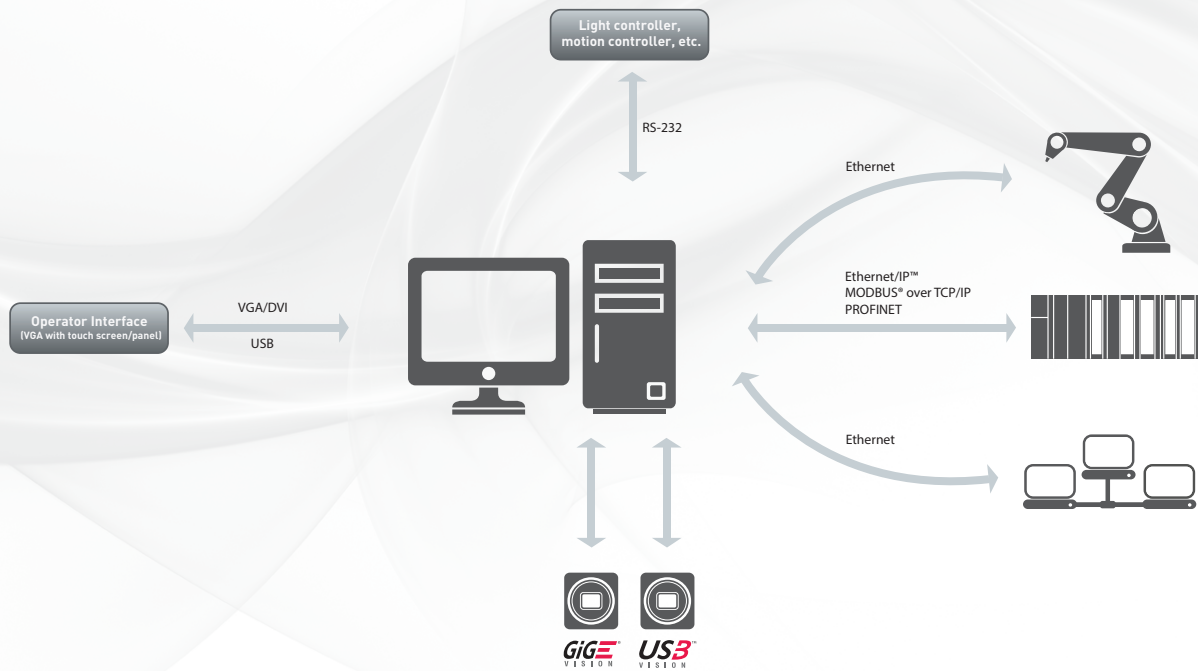 Light controller,
motion controller, etc.
RS-232
Ethernet
Ethernet/IP™
MODBUS® over TCP/IP
PROFINET
VGA/DVI
USB
Operator Interface
(VGA with touch screen/panel)
Ethernet
GiGE®
VISION
USB™
VISION